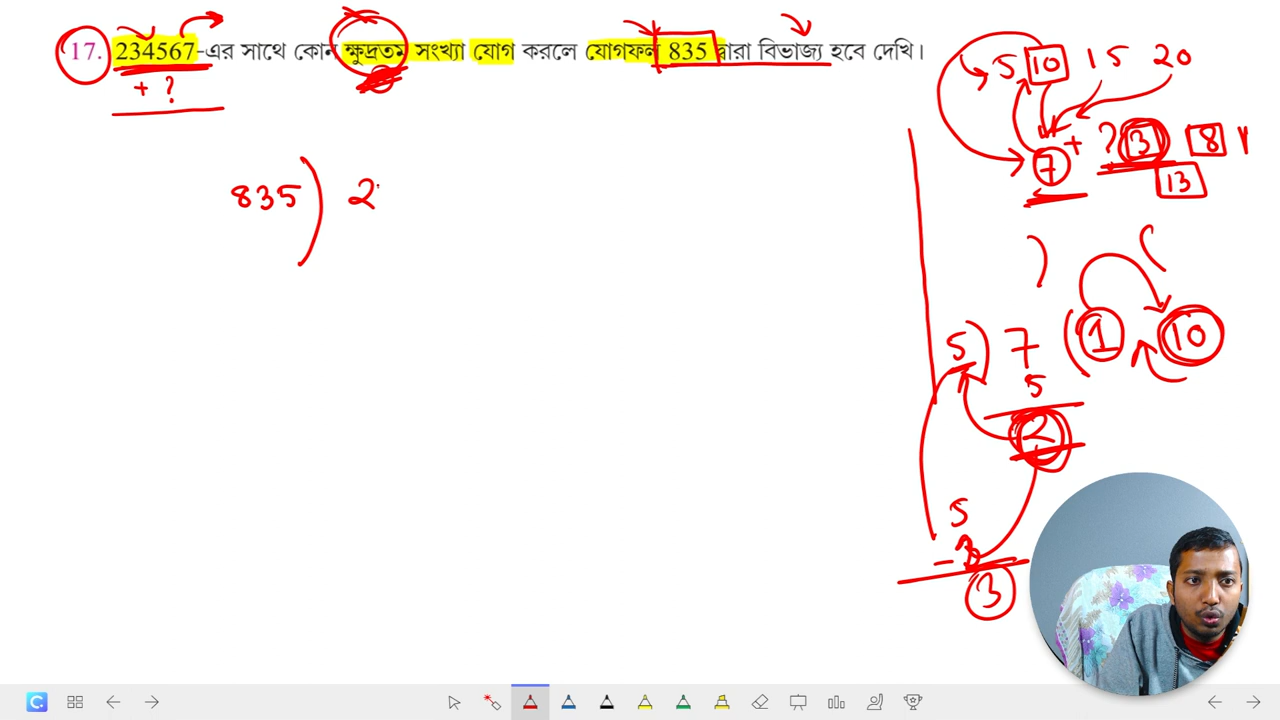 17. 234567-এর সাথে কোন ক্ষুদ্রতম সংখ্যা যোগ করলে যোগফল 835 দ্বারা বিভাজ্য হবে দেখি।
+ ?
5 10 15 20
7 + ? 13 8
13
835 ) 2
) (
5 ) 7 ( 1 10
5
2
5
-
3